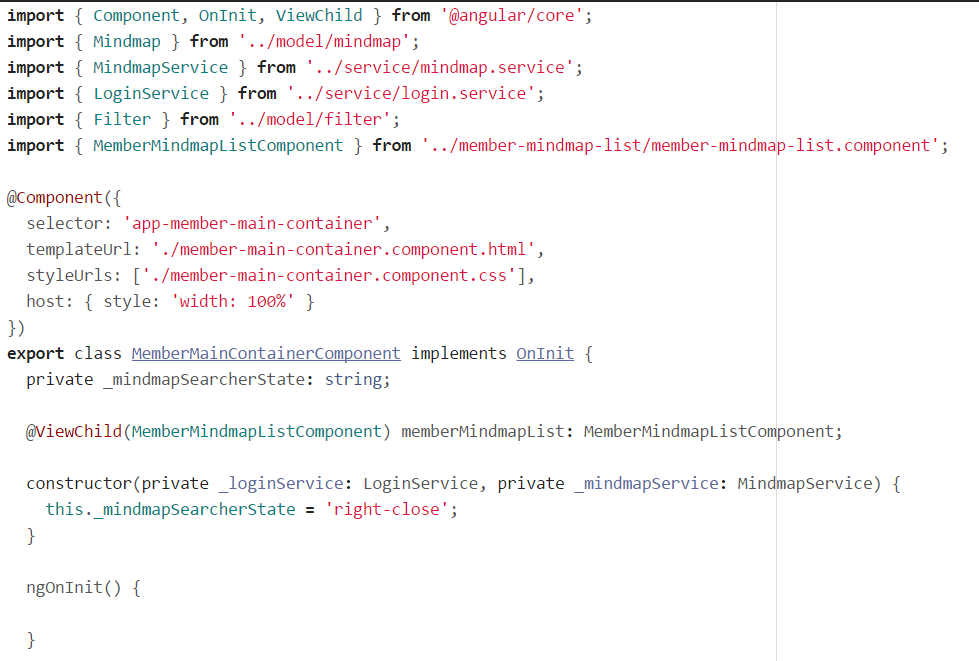 import { Component, OnInit, ViewChild } from '@angular/core';
import { Mindmap } from '../model/mindmap';
import { MindmapService } from '../service/mindmap.service';
import { LoginService } from '../service/login.service';
import { Filter } from '../model/filter';
import { MemberMindmapListComponent } from '../member-mindmap-list/member-mindmap-list.component';

@Component({
  selector: 'app-member-main-container',
  templateUrl: './member-main-container.component.html',
  styleUrls: ['./member-main-container.component.css'],
  host: { style: 'width: 100%' }
})
export class MemberMainContainerComponent implements OnInit {
  private _mindmapSearcherState: string;

  @ViewChild(MemberMindmapListComponent) memberMindmapList: MemberMindmapListComponent;

  constructor(private _loginService: LoginService, private _mindmapService: MindmapService) {
    this._mindmapSearcherState = 'right-close';
  }

  ngOnInit() {

  }